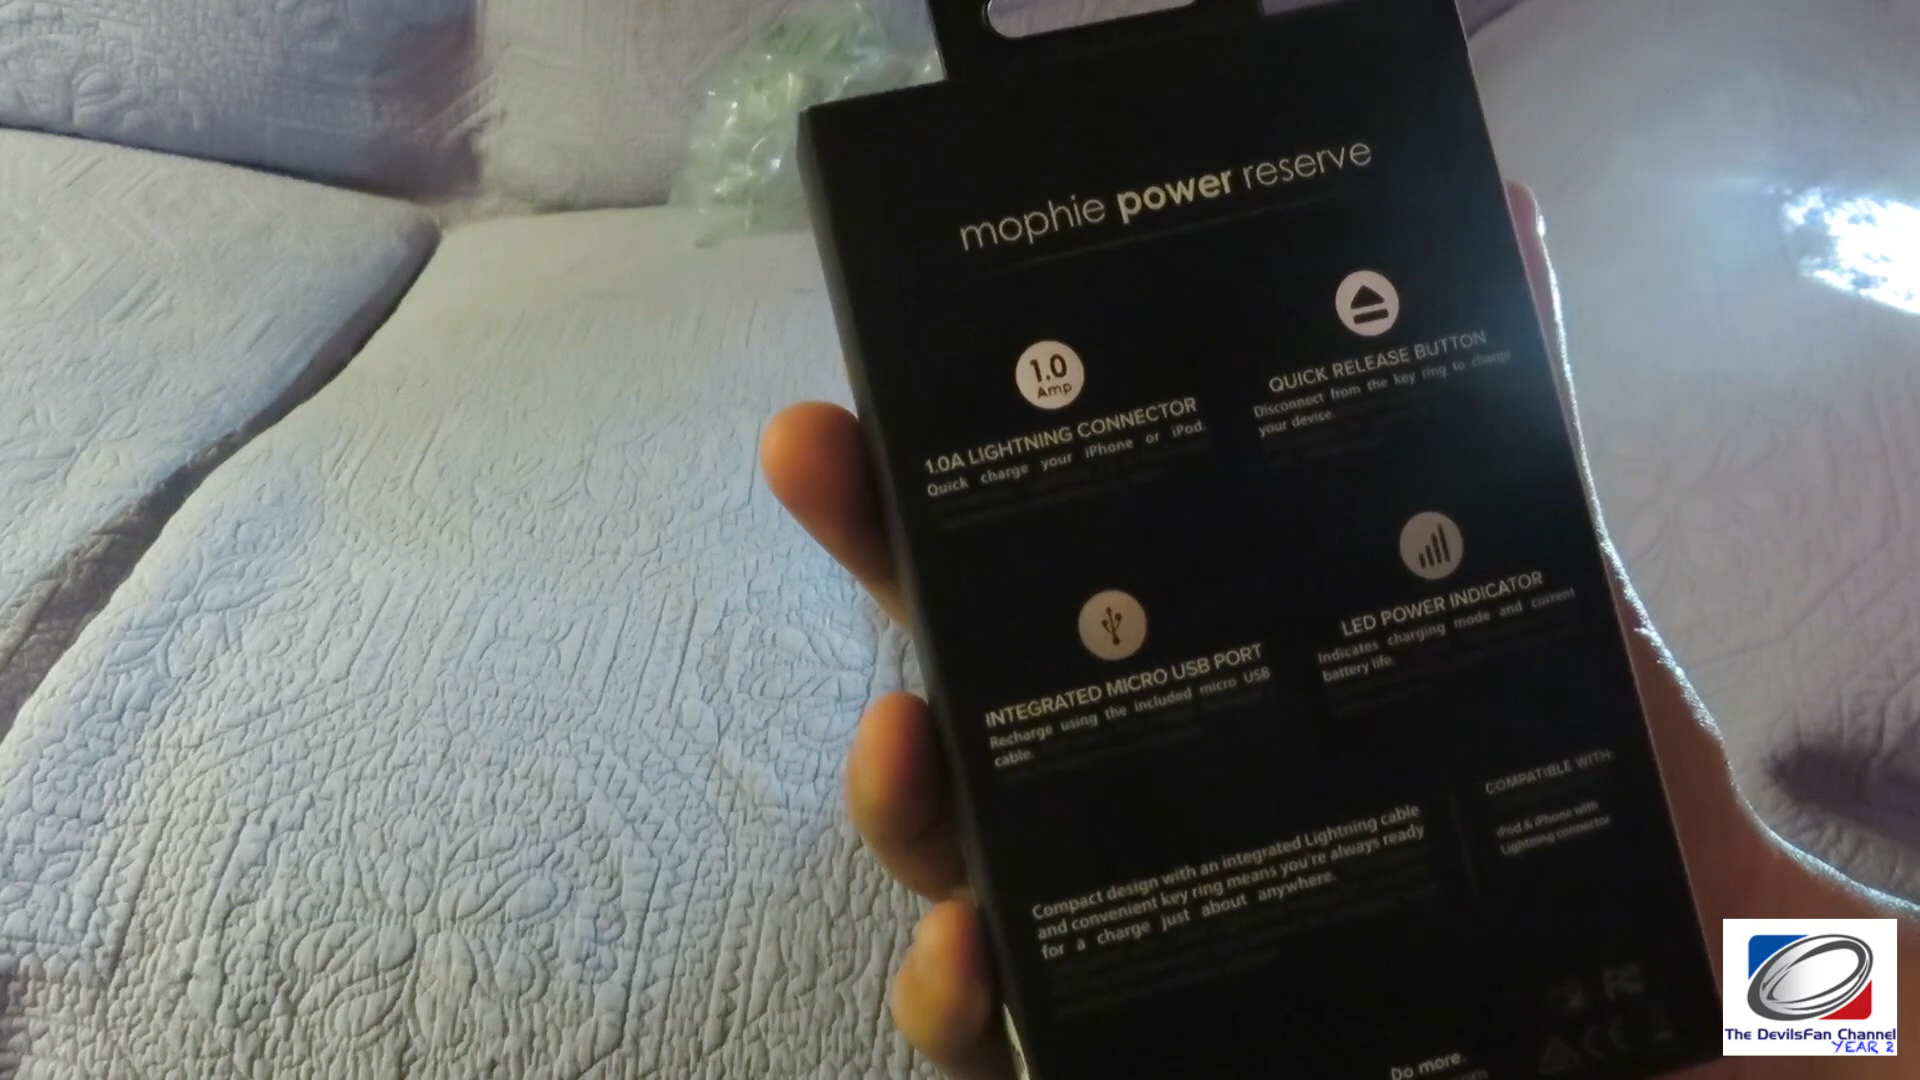 mophie power reserve
1.0
Amp
1.0A LIGHTNING CONNECTOR
Quick charge your iPhone or iPod.
QUICK RELEASE BUTTON
Disconnect from the key ring to charge
your device.
INTEGRATED MICRO USB PORT
Recharge using the included micro USB
cable.
LED POWER INDICATOR
Indicates charging mode and current
battery life.
Compact design with an integrated Lightning cable
and convenient key ring means you're always ready
for a charge just about anywhere.
COMPATIBLE WITH:
iPod & iPhone with
Lightning connector
FC
CE
Do more.
The DevilsFan Channel
YEAR 2